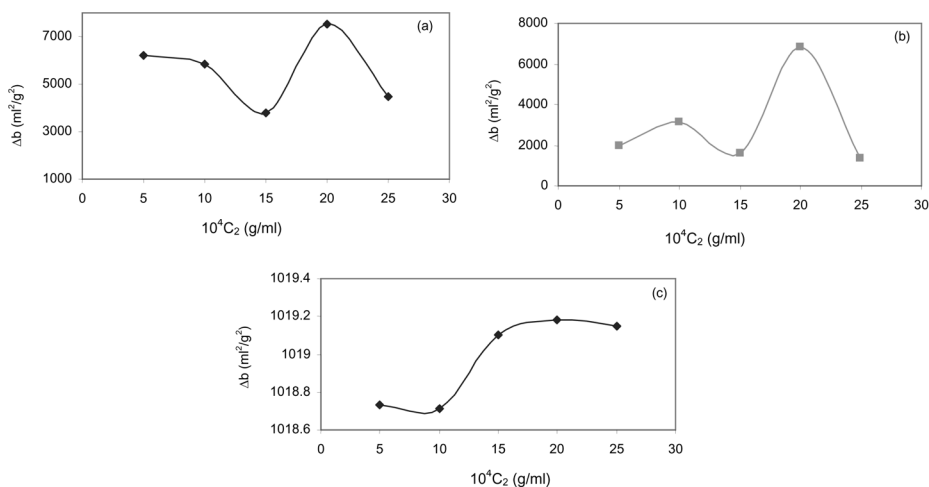 (a)
Δb (ml²/g²)
7000
5000
3000
1000
0 5 10 15 20 25 30
10⁴C₂ (g/ml)
(b)
Δb (ml²/g²)
8000
6000
4000
2000
0
0 5 10 15 20 25 30
10⁴C₂ (g/ml)
(c)
Δb (ml²/g²)
1019.4
1019.2
1019
1018.8
1018.6
0 5 10 15 20 25 30
10⁴C₂ (g/ml)